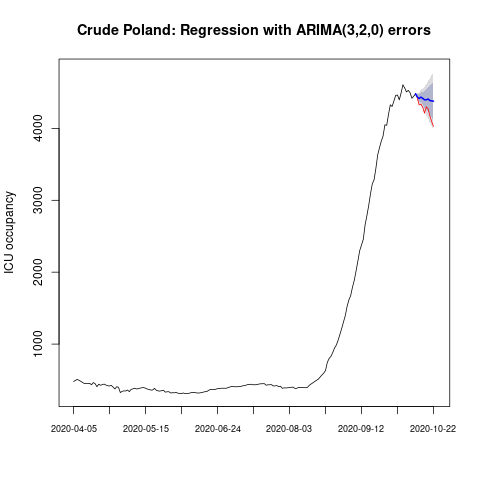 Crude Poland: Regression with ARIMA(3,2,0) errors
ICU occupancy
4000
3000
2000
1000
2020-04-05 2020-05-15 2020-06-24 2020-08-03 2020-09-12 2020-10-22